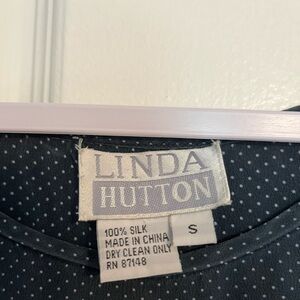 LINDA
HUTTON
100% SILK
MADE IN CHINA
DRY CLEAN ONLY
RN 87148
S